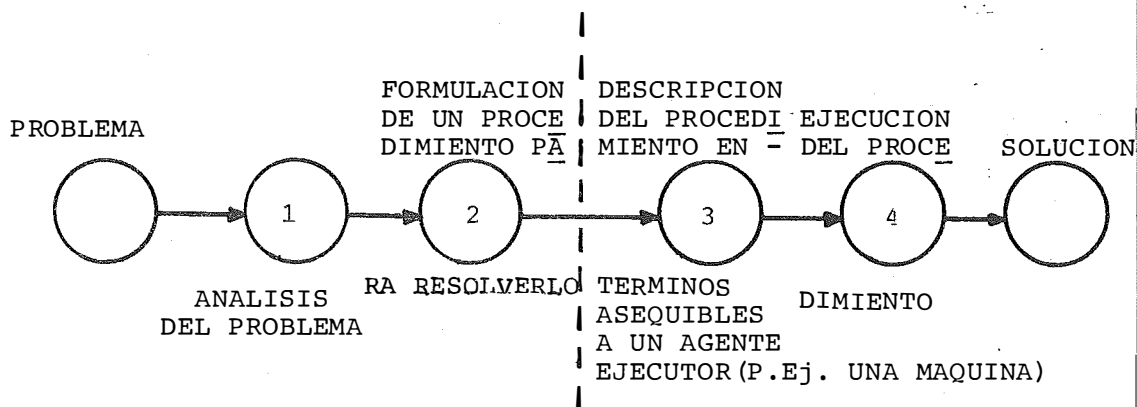 PROBLEMA
1
ANALISIS
DEL PROBLEMA
FORMULACION
DE UN PROCE
DIMIENTO PA
2
RA RESOLVERLO
DESCRIPCION
DEL PROCEDI
MIENTO EN -
3
TERMINOS
ASEQUIBLES
A UN AGENTE
EJECUTOR(P.Ej. UNA MAQUINA)
EJECUCION
DEL PROCE
4
DIMIENTO
SOLUCION